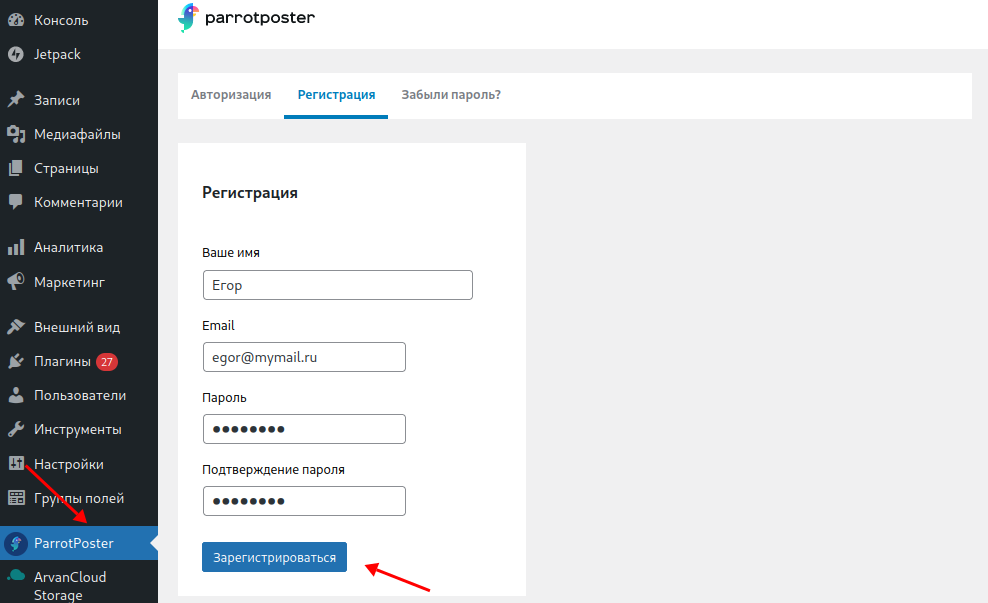 Консоль
Jetpack
Записи
Медиафайлы
Страницы
Комментарии
Аналитика
Маркетинг
Внешний вид
Плагины 27
Пользователи
Инструменты
Настройки
Группы полей
ParrotPoster
ArvanCloud
Storage
parrotposter
Авторизация Регистрация Забыли пароль?
Регистрация
Ваше имя
Егор
Email
egor@mymail.ru
Пароль
••••••••
Подтверждение пароля
••••••••
Зарегистрироваться